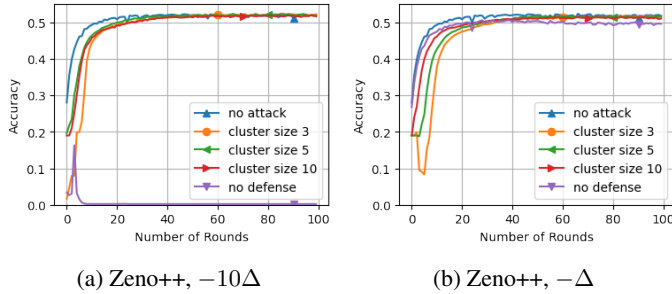 Accuracy
0.5
0.4
0.3
0.2
0.1
0.0
no attack
cluster size 3
cluster size 5
cluster size 10
no defense
0 20 40 60 80 100
Number of Rounds
(a) Zeno++, −10Δ
Accuracy
0.5
0.4
0.3
0.2
0.1
0.0
no attack
cluster size 3
cluster size 5
cluster size 10
no defense
0 20 40 60 80 100
Number of Rounds
(b) Zeno++, −Δ